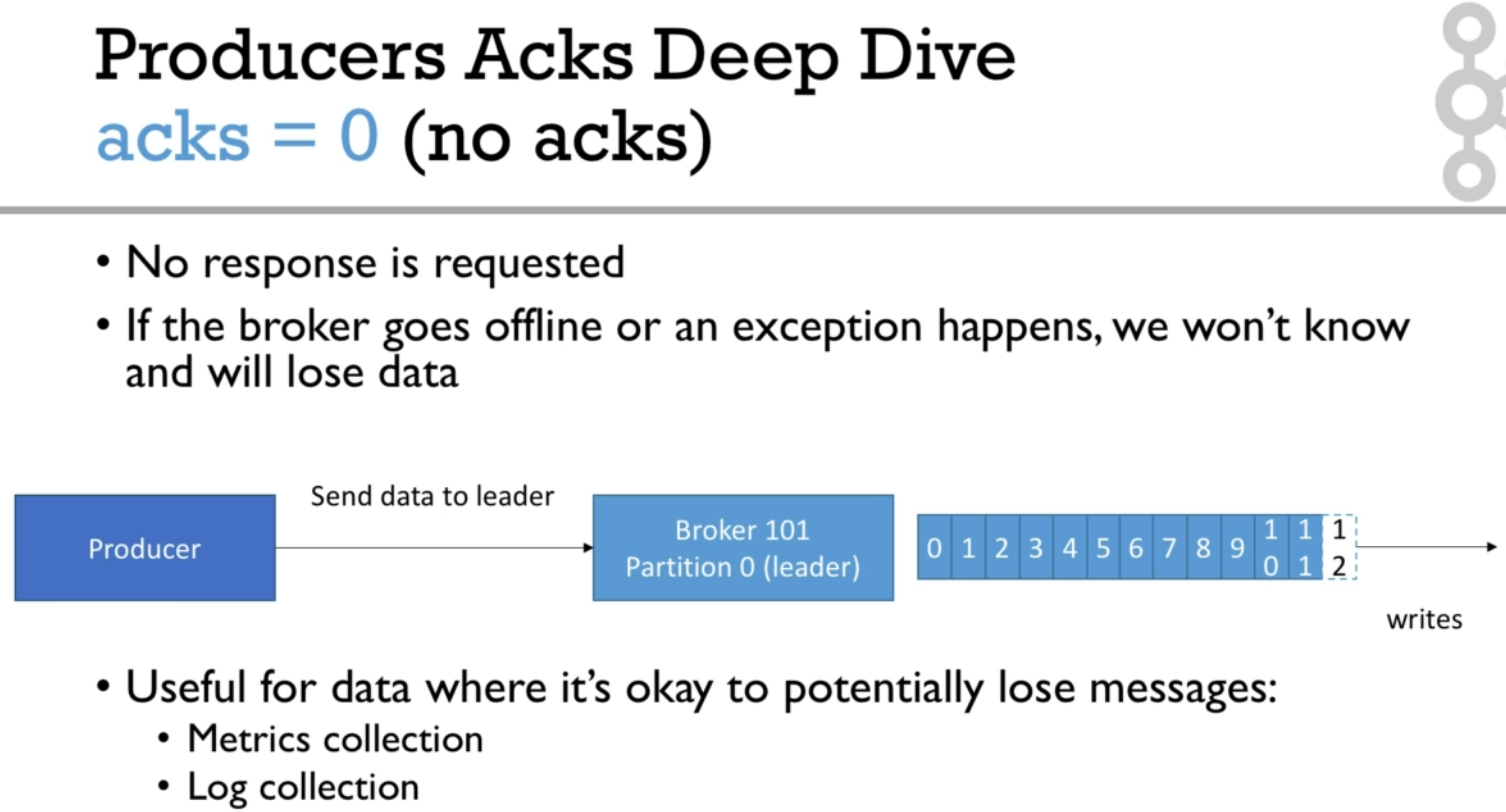 Producers Acks Deep Dive
acks = 0 (no acks)
• No response is requested
• If the broker goes offline or an exception happens, we won’t know
and will lose data
Producer
Send data to leader
Broker 101
Partition 0 (leader)
0 1 2 3 4 5 6 7 8 9 10 11 12
writes
• Useful for data where it’s okay to potentially lose messages:
• Metrics collection
• Log collection